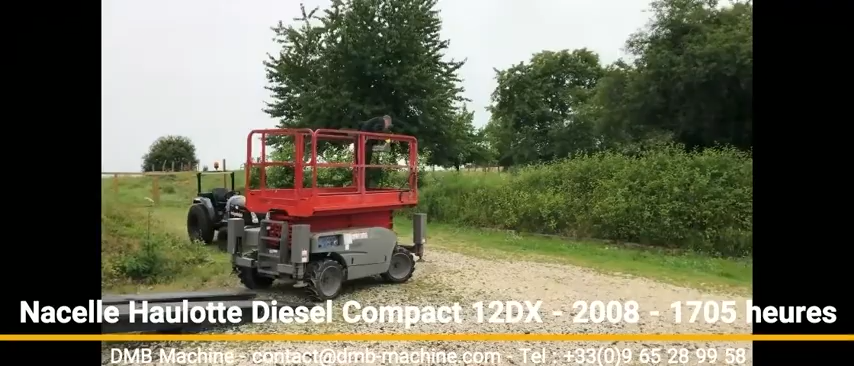 Nacelle Haulotte Diesel Compact 12DX - 2008 - 1705 heures
DMB Machine - contact@dmb-machine.com - Tel : +33(0)9 65 28 99 58